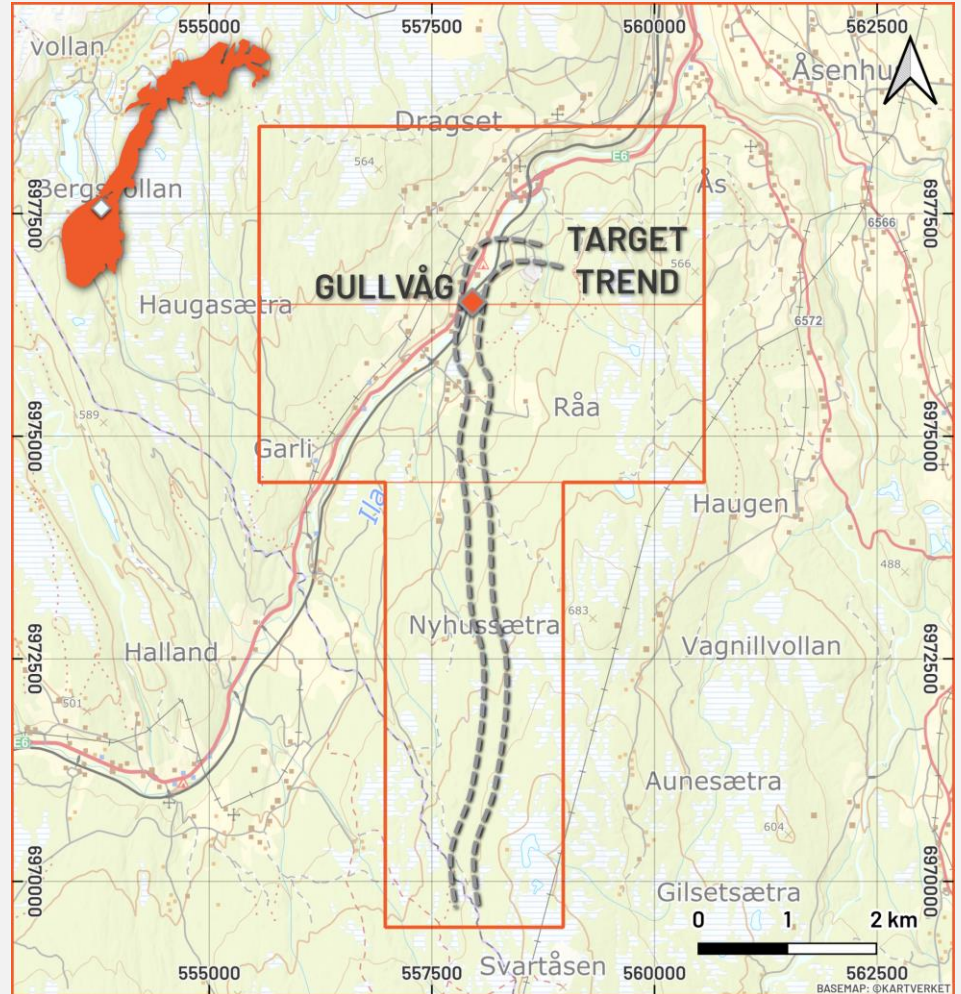 555000
557500
560000
562500
vollan
Åsenhu
Dragset
E6
564
Bergs
ollan
Ås
6977500
6977500
6566
TARGET
TREND
566
GULLVÅG
Haugasætra
6572
Råa
589
6975000
6975000
Garli
Ila
Haugen
488
Nyhussætra
683
Halland
Vagnillvollan
6972500
6972500
501
E6
Aunesætra
604
6970000
6970000
Gilsetsætra
0 1 2 km
Svartåsen
555000
557500
560000
562500
BASEMAP: ©KARTVERKET